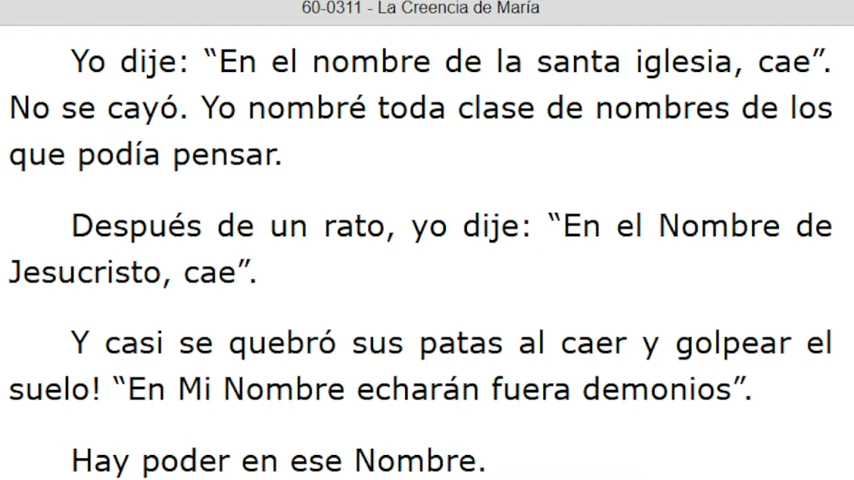 60-0311 - La Creencia de María
Yo dije: “En el nombre de la santa iglesia, cae”.
No se cayó. Yo nombré toda clase de nombres de los
que podía pensar.
Después de un rato, yo dije: “En el Nombre de
Jesucristo, cae”.
Y casi se quebró sus patas al caer y golpear el
suelo! “En Mi Nombre echarán fuera demonios”.
Hay poder en ese Nombre.